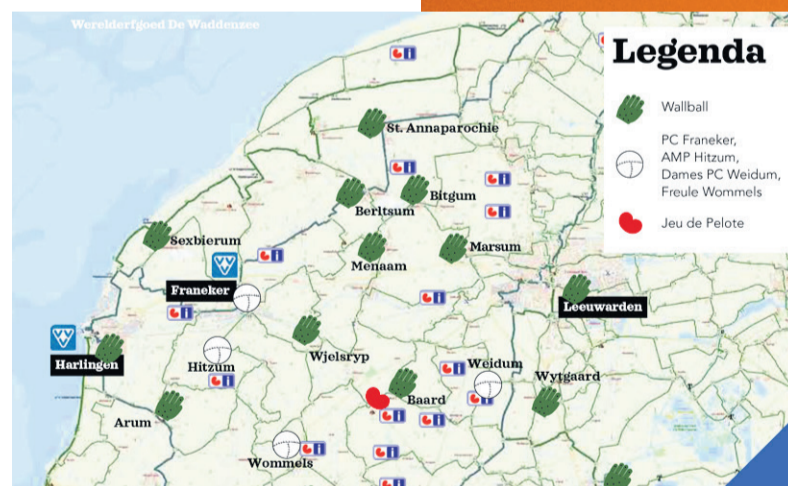 Werelderfgoed De Waddenzee
Legenda
Wallball
PC Franeker,
AMP Hitzum,
Dames PC Weidum,
Freule Wommels
Jeu de Pelote
St. Annaparochie
Berltsum
Bitgum
Sexbierum
Menaam
Marsum
Franeker
Leeuwarden
Harlingen
Hitzum
Wjelsryp
Weidum
Baard
Wytgaard
Arum
Wommels